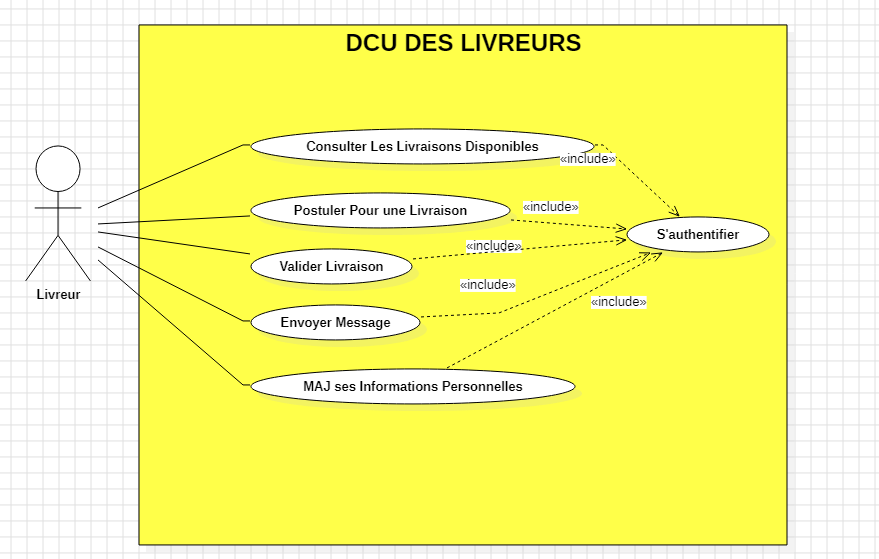 DCU DES LIVREURS
Consulter Les Livraisons Disponibles
«include»
Postuler Pour une Livraison
«include»
S'authentifier
«include»
Valider Livraison
«include»
Livreur
«include»
Envoyer Message
MAJ ses Informations Personnelles